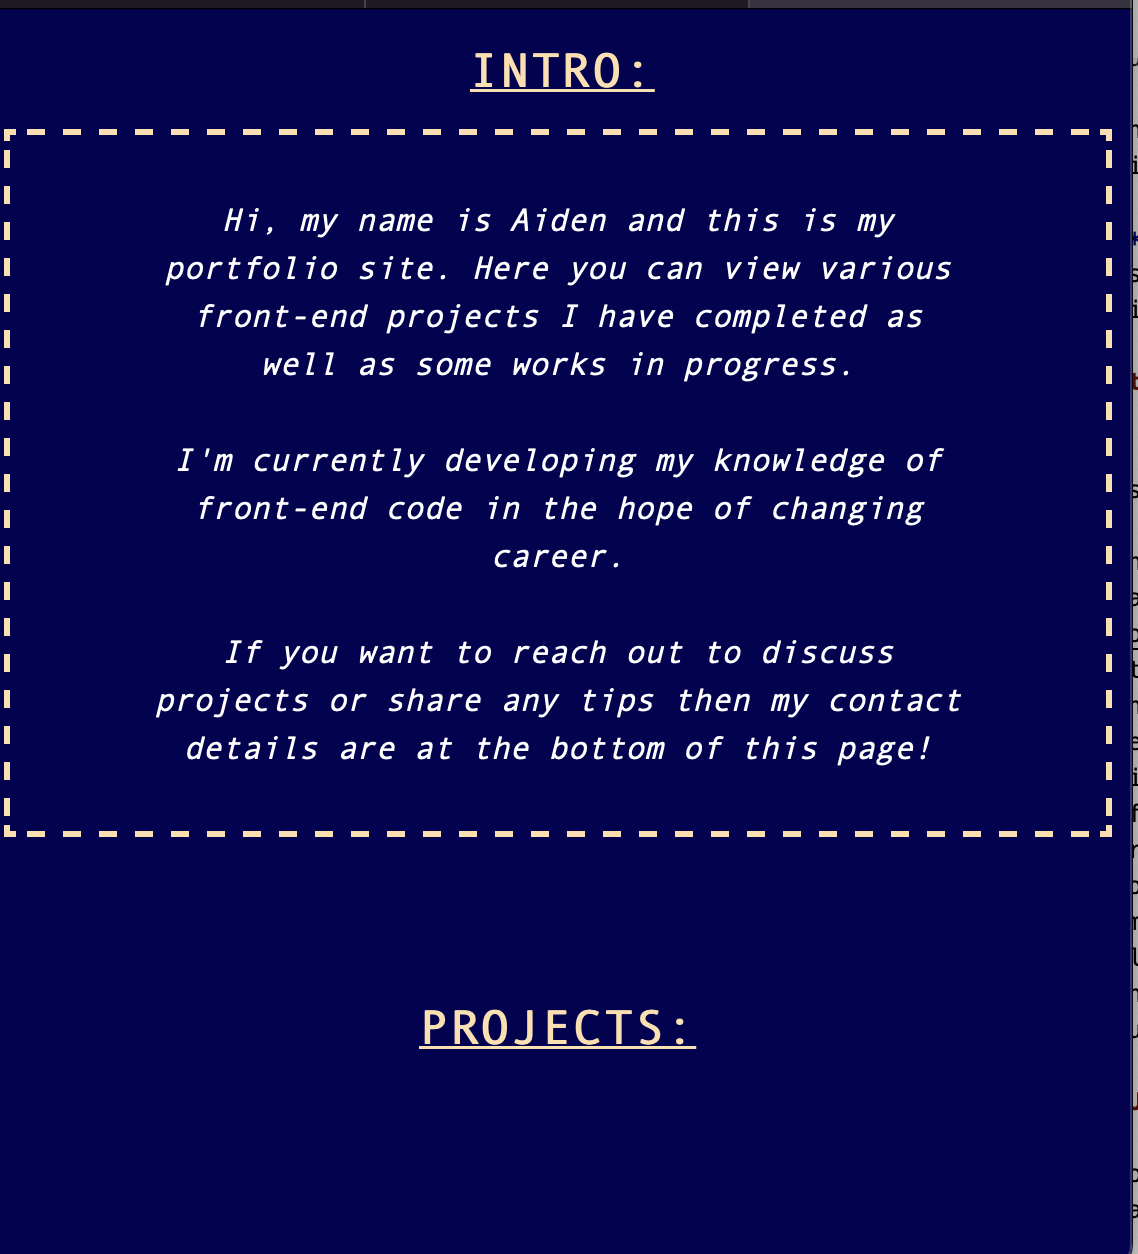 INTRO:
Hi, my name is Aiden and this is my
portfolio site. Here you can view various
front-end projects I have completed as
well as some works in progress.
I'm currently developing my knowledge of
front-end code in the hope of changing
career.
If you want to reach out to discuss
projects or share any tips then my contact
details are at the bottom of this page!
PROJECTS: